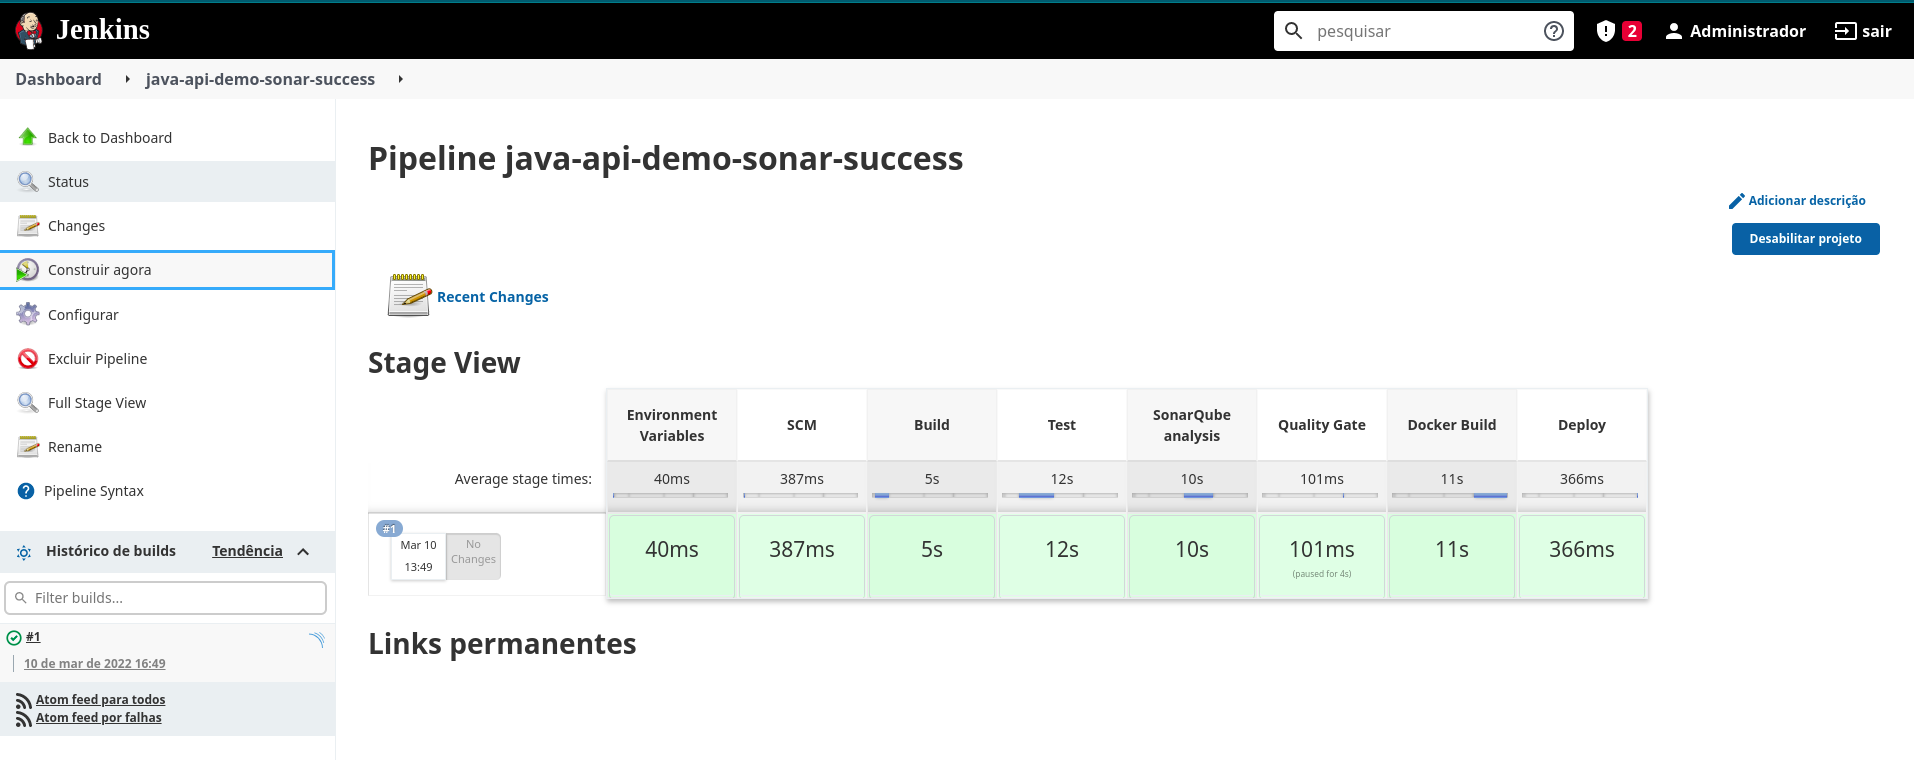 Jenkins
pesquisar
2
Administrador
sair
Dashboard
java-api-demo-sonar-success
Back to Dashboard
Status
Changes
Construir agora
Configurar
Excluir Pipeline
Full Stage View
Rename
Pipeline Syntax
Histórico de builds
Tendência
Filter builds...
#1
10 de mar de 2022 16:49
Atom feed para todos
Atom feed por falhas
Pipeline java-api-demo-sonar-success
Adicionar descrição
Desabilitar projeto
Recent Changes
Stage View
Environment
Variables
SCM
Build
Test
SonarQube
analysis
Quality Gate
Docker Build
Deploy
Average stage times:
40ms
387ms
5s
12s
10s
101ms
11s
366ms
#1
Mar 10
13:49
No
Changes
40ms
387ms
5s
12s
10s
101ms
(paused for 4s)
11s
366ms
Links permanentes